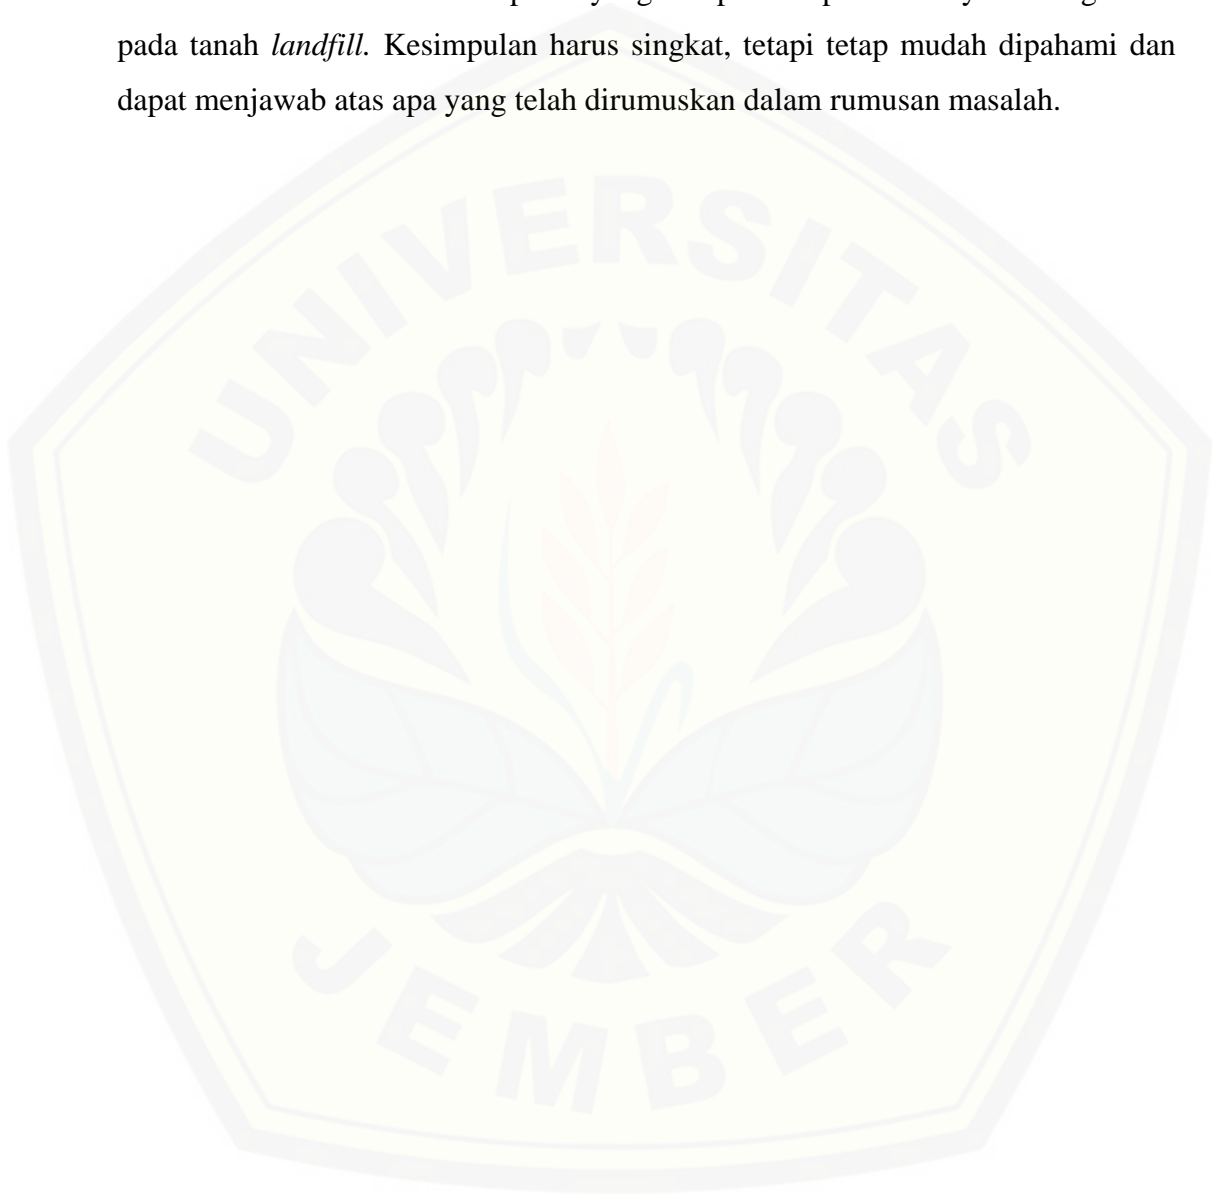 pada tanah landfill. Kesimpulan harus singkat, tetapi tetap mudah dipahami dan
dapat menjawab atas apa yang telah dirumuskan dalam rumusan masalah.
UNIVERSITAS
JEMBER